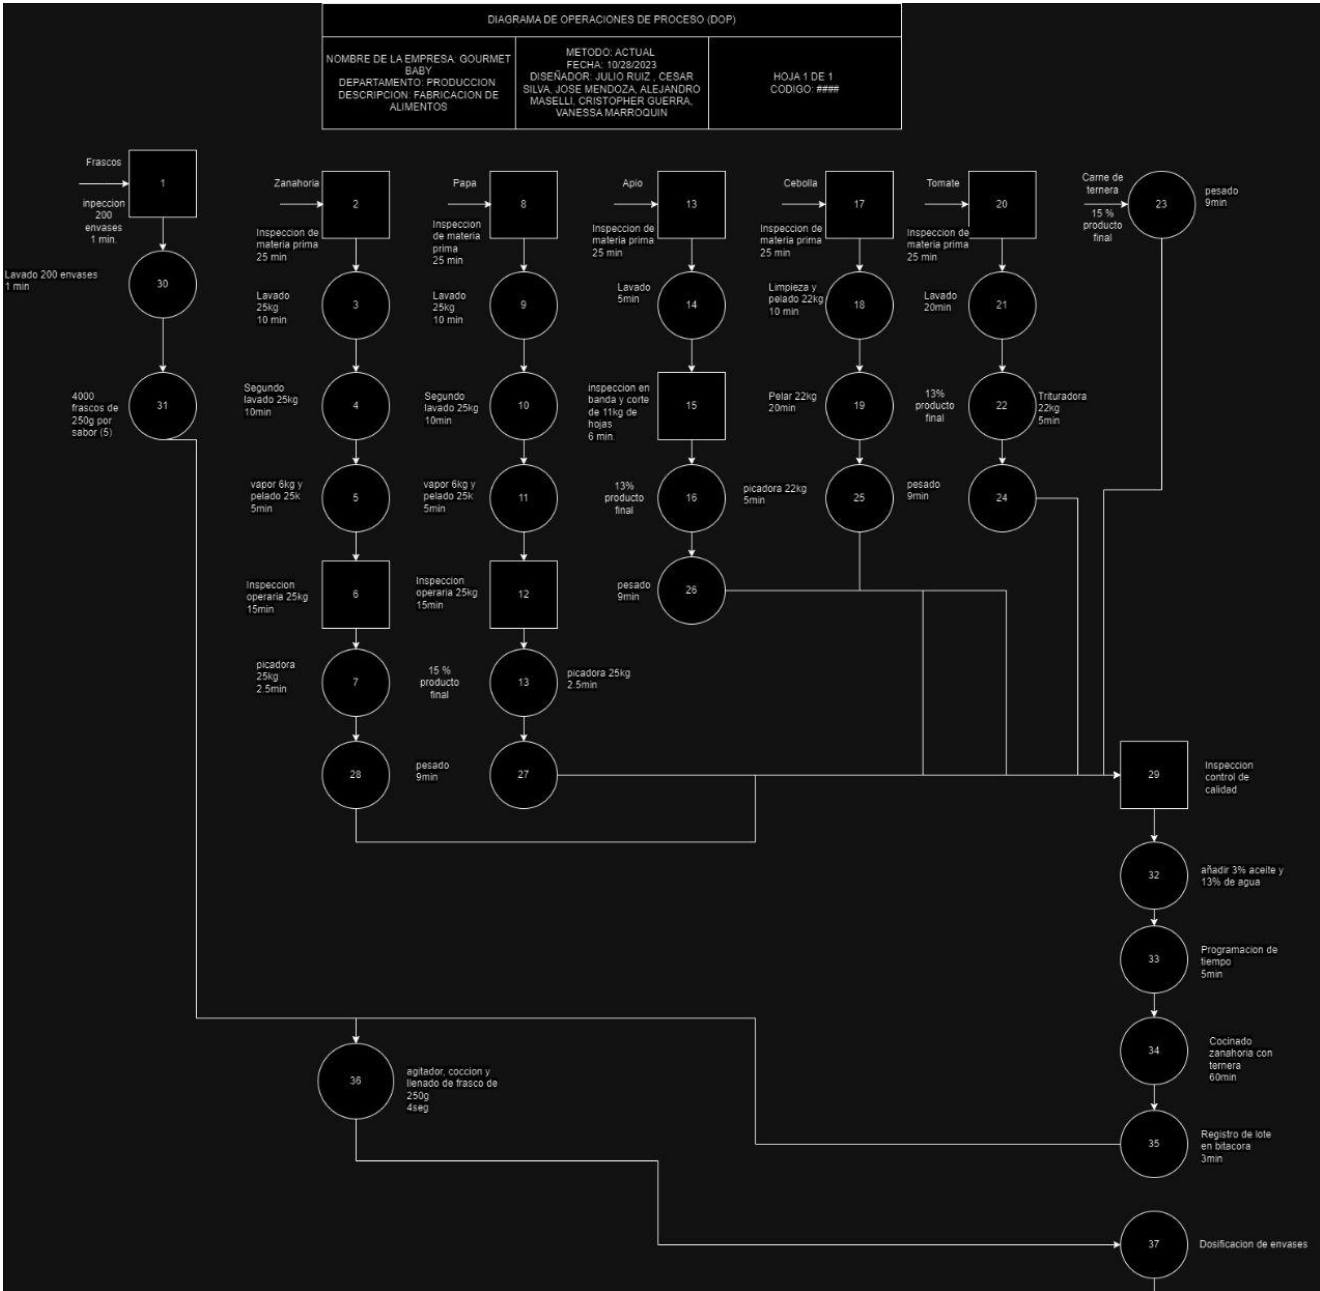 DIAGRAMA DE OPERACIONES DE PROCESO (DOP)
NOMBRE DE LA EMPRESA: GOURMET
BABY
DEPARTAMENTO: PRODUCCION
DESCRIPCION: FABRICACION DE
ALIMENTOS
METODO: ACTUAL
FECHA: 10/28/2023
DISEÑADOR: JULIO RUIZ , CESAR
SILVA, JOSE MENDOZA, ALEJANDRO
MASELLI, CRISTOPHER GUERRA,
VANESSA MARROQUIN
HOJA 1 DE 1
CODIGO: ####
Frascos
1
inpeccion
200
envases
1 min.
Lavado 200 envases
1 min
30
4000
frascos de
250g por
sabor (5)
31
Zanahoria
2
Inspeccion de
materia prima
25 min
Lavado
25kg
10 min
3
Segundo
lavado 25kg
10min
4
vapor 6kg y
pelado 25k
5min
5
Inspeccion
operaria 25kg
15min
6
picadora
25kg
2.5min
7
28
pesado
9min
Papa
8
Inspeccion
de materia
prima
25 min
Lavado
25kg
10 min
9
Segundo
lavado 25kg
10min
10
vapor 6kg y
pelado 25k
5min
11
Inspeccion
operaria 25kg
15min
12
15 %
producto
final
13
picadora 25kg
2.5min
27
Apio
13
Inspeccion de
materia prima
25 min
Lavado
5min
14
inspeccion en
banda y corte
de 11kg de
hojas
6 min.
15
13%
producto
final
16
pesado
9min
26
Cebolla
17
Inspeccion de
materia prima
25 min
Limpieza y
pelado 22kg
10 min
18
Pelar 22kg
20min
19
picadora 22kg
5min
25
Tomate
20
Inspeccion de
materia prima
25 min
Lavado
20min
21
13%
producto
final
22
Trituradora
22kg
5min
pesado
9min
24
Carne de
ternera
15 %
producto
final
23
pesado
9min
29
Inspeccion
control de
calidad
32
añadir 3% aceite y
13% de agua
33
Programacion de
tiempo
5min
34
Cocinado
zanahoria con
ternera
60min
35
Registro de lote
en bitacora
3min
36
agitador, coccion y
llenado de frasco de
250g
4seg
37
Dosificacion de envases